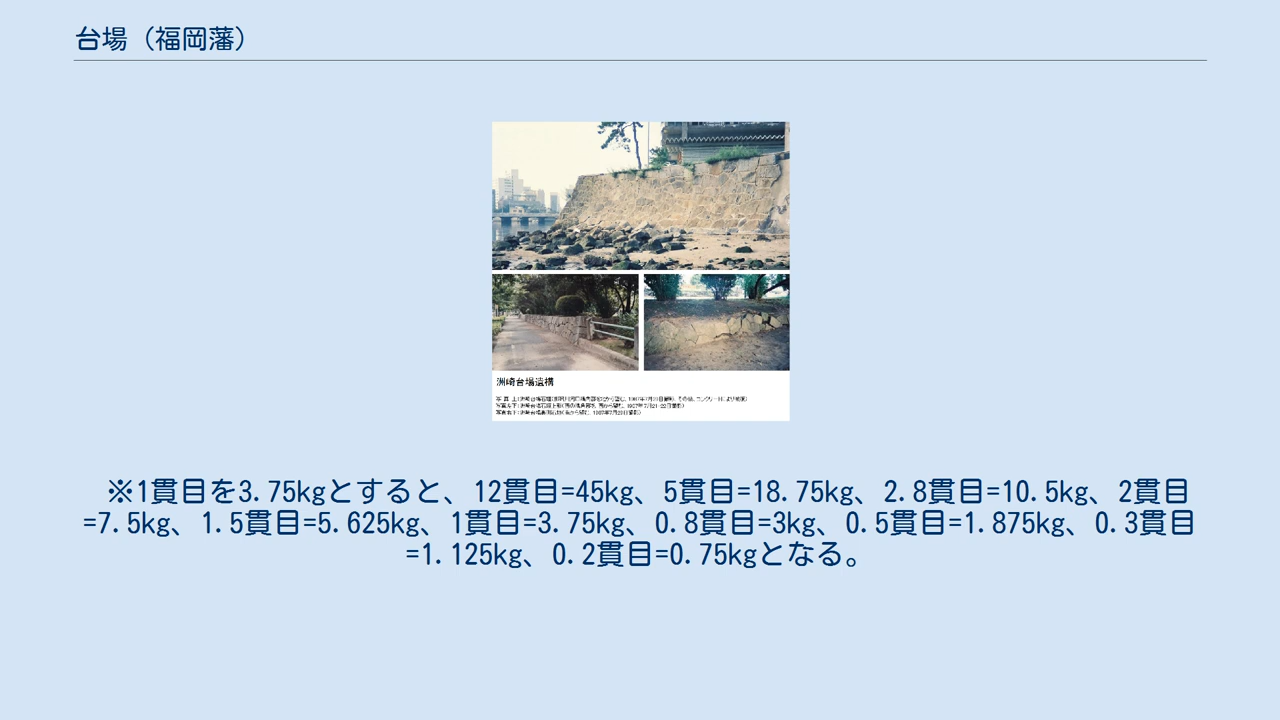 台場（福岡藩）
洲崎台場遺構
※1貫目を3.75kgとすると、12貫目=45kg、5貫目=18.75kg、2.8貫目=10.5kg、2貫目
=7.5kg、1.5貫目=5.625kg、1貫目=3.75kg、0.8貫目=3kg、0.5貫目=1.875kg、0.3貫目
=1.125kg、0.2貫目=0.75kgとなる。